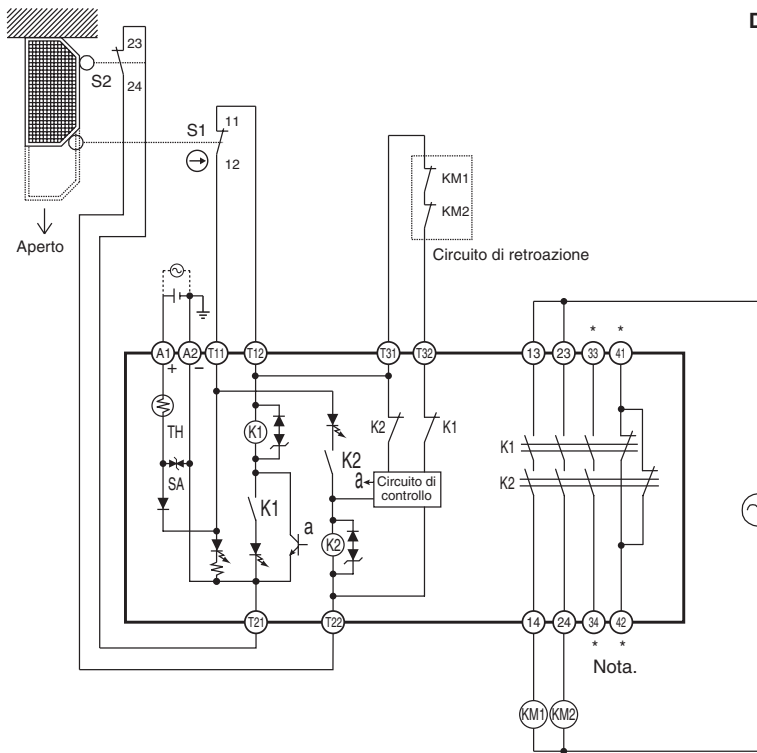 D
23
S2
24
S1
11
12
KM1
KM2
Aperto
Circuito di retroazione
A1
A2
T11
T12
T31
T32
13
23
33
41
*
*
+
−
TH
SA
K1
K1
a
K2
K2
K2
K1
a
Circuito di
controllo
K1
K2
T21
T22
14
24
34
42
*
*
Nota.
KM1
KM2